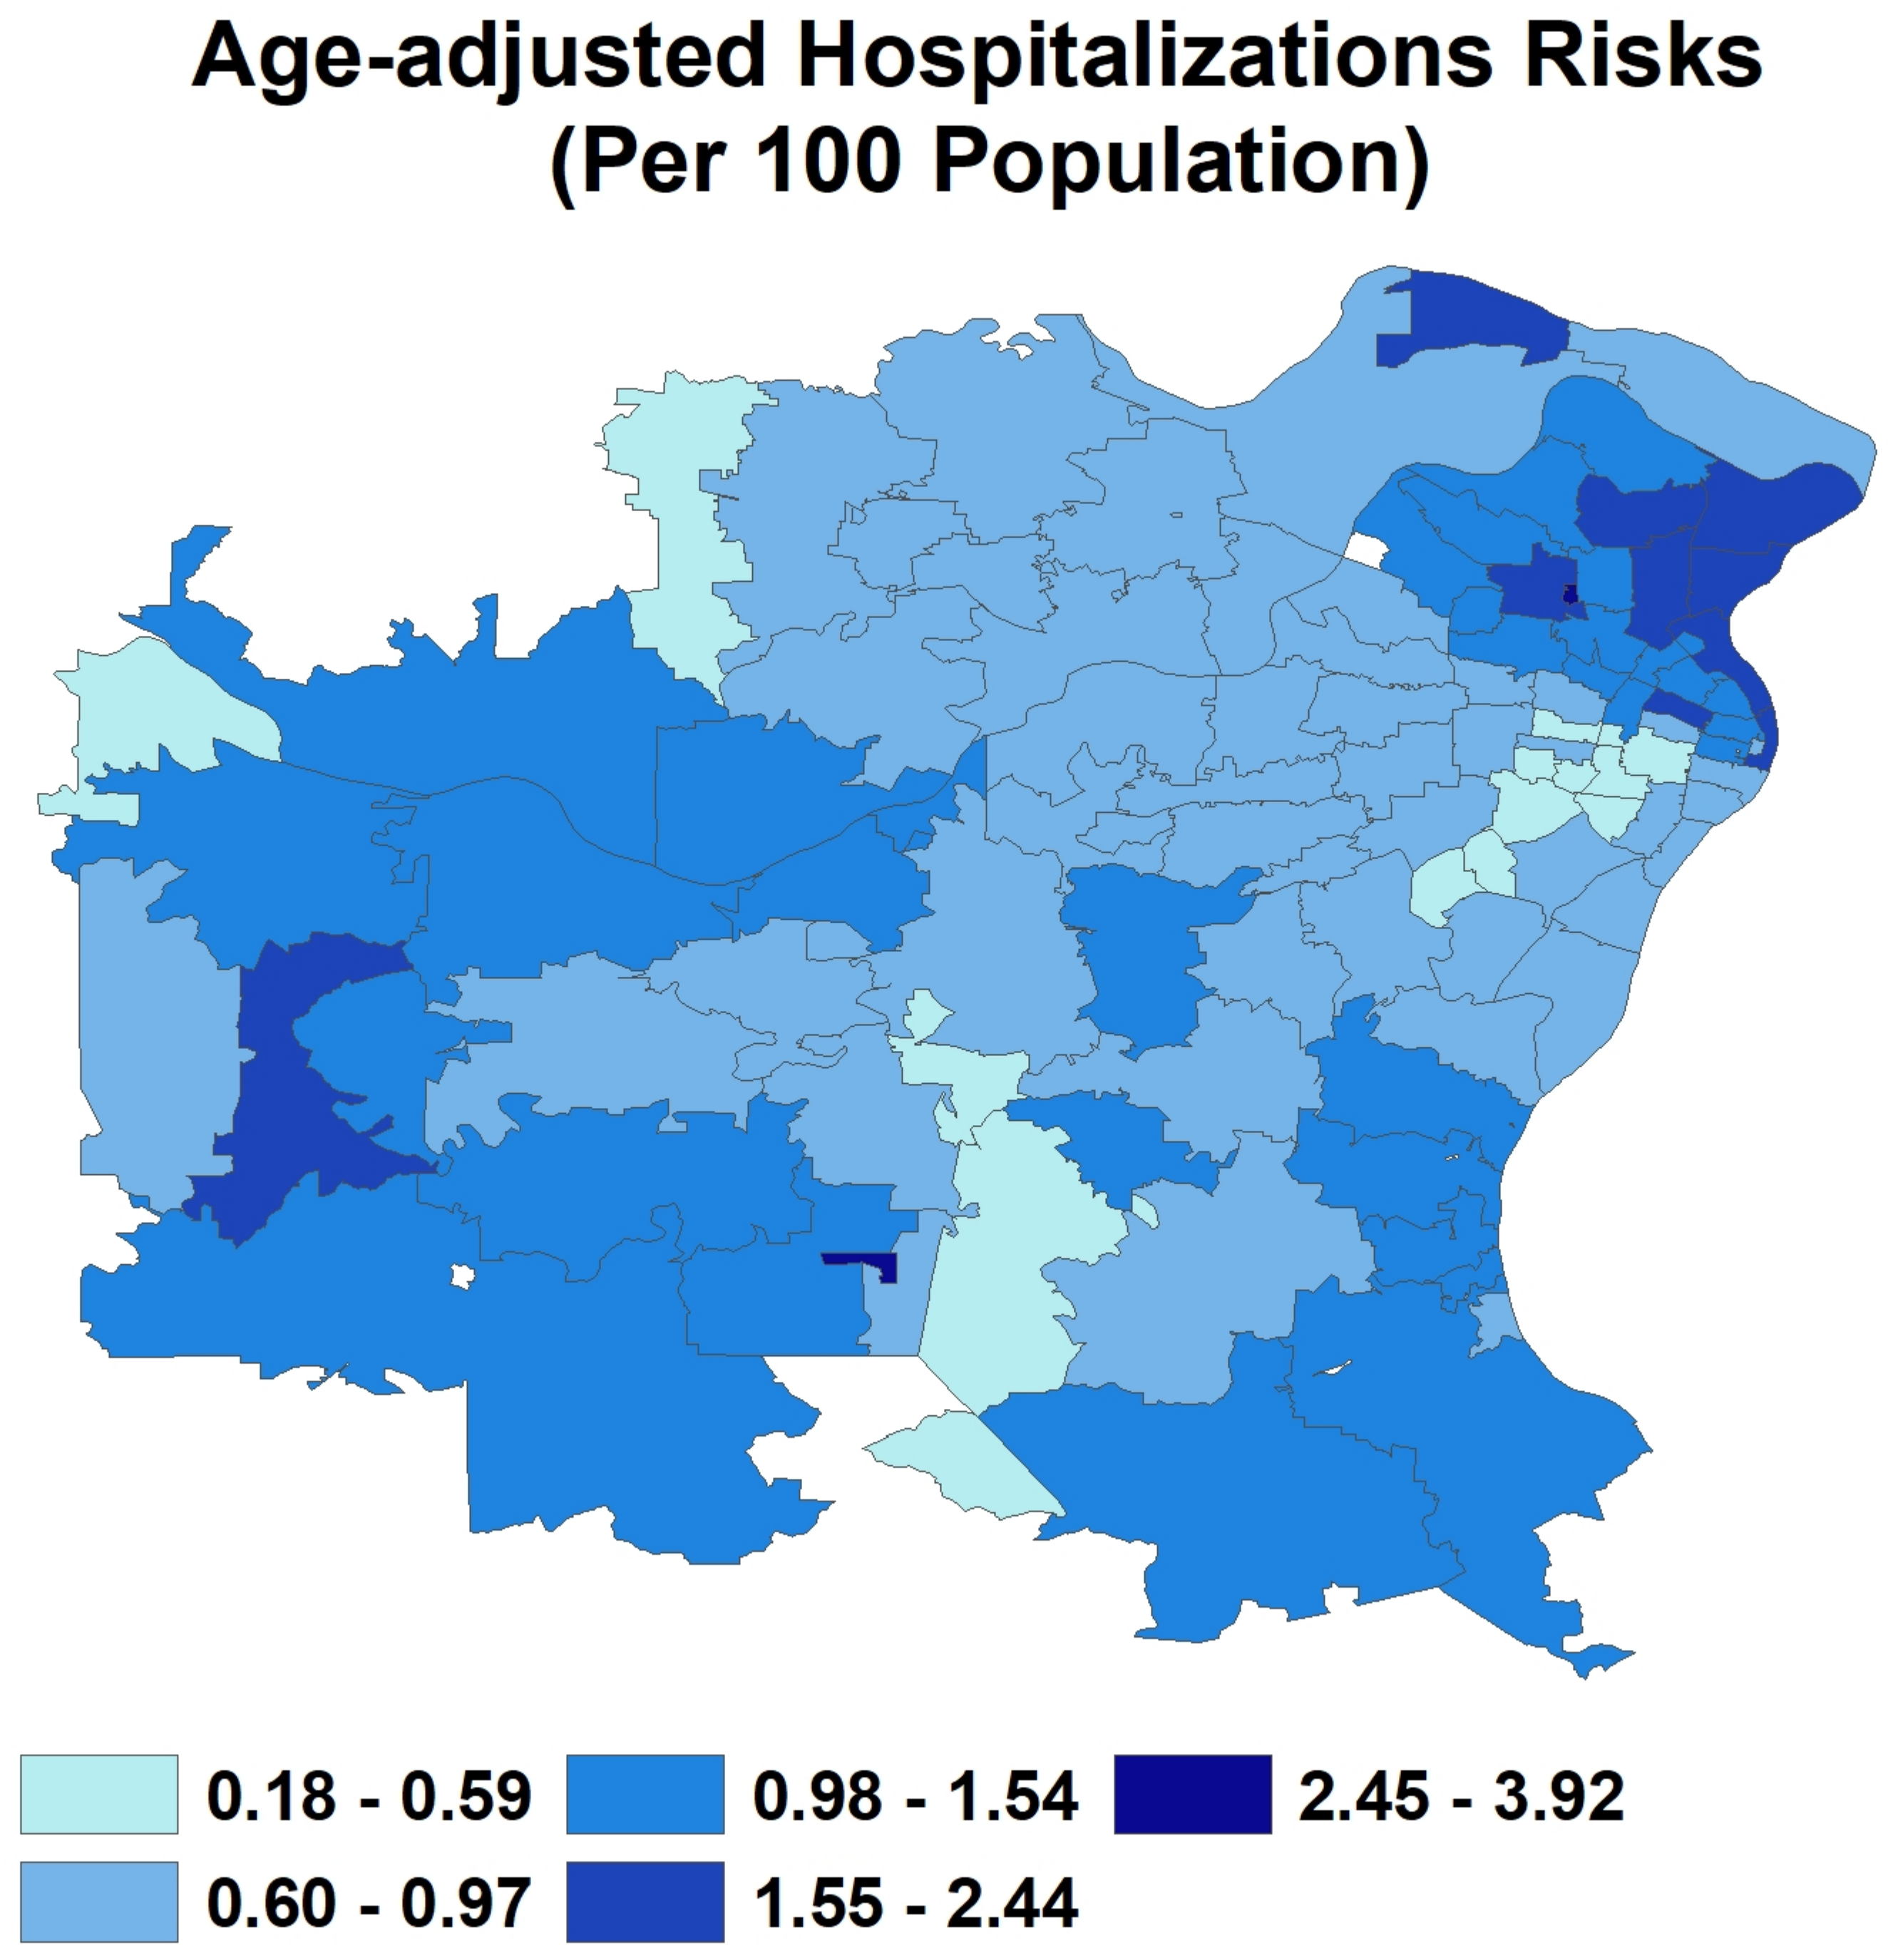 Age-adjusted Hospitalizations Risks
(Per 100 Population)
0.18 - 0.59
0.98 - 1.54
2.45 - 3.92
0.60 - 0.97
1.55 - 2.44